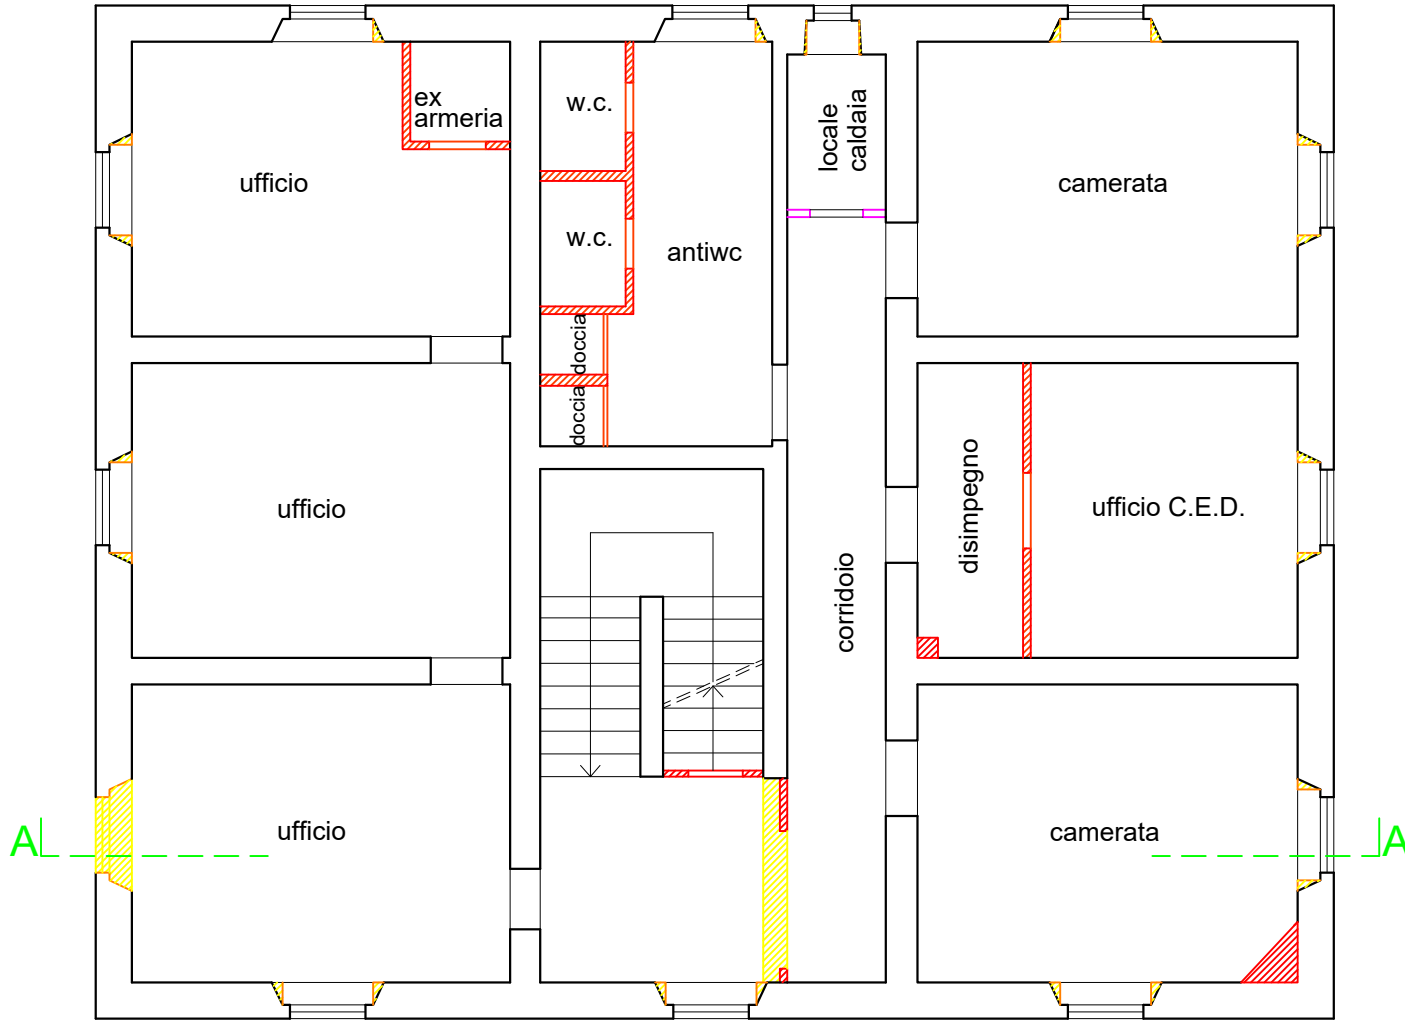 ex
armeria
w.c.
locale
caldaia
ufficio
camerata
w.c.
antiwc
doccia
doccia
ufficio
disimpegno
ufficio C.E.D.
corridoio
ufficio
camerata
A
A